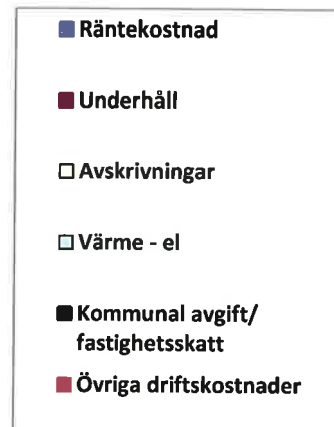 Räntekostnad
Underhåll
Avskrivningar
Värme - el
Kommunal avgift/
fastighetsskatt
Övriga driftskostnader